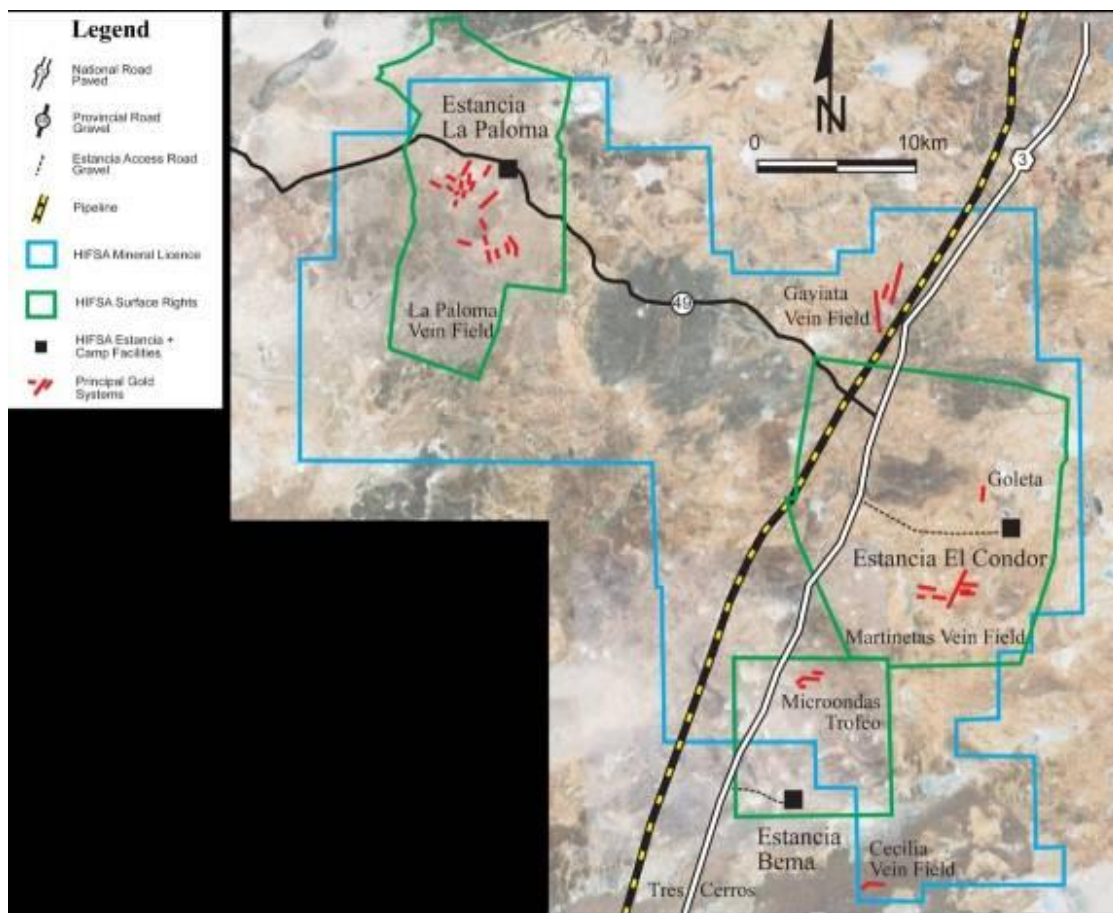 Legend
National Road
Paved
Provincial Road
Gravel
Estancia Access Road
Gravel
Pipeline
HIFSA Mineral Licence
HIFSA Surface Rights
HIFSA Estancia +
Camp Facilities
Principal Gold
Systems
N
0 10km
3
Estancia
La Paloma
La Paloma
Vein Field
49
Gayiata
Vein Field
Goleta
Estancia El Condor
Martinetas Vein Field
Microondas
Trofeo
Estancia
Bema
Cecilia
Vein Field
Tres Cerros